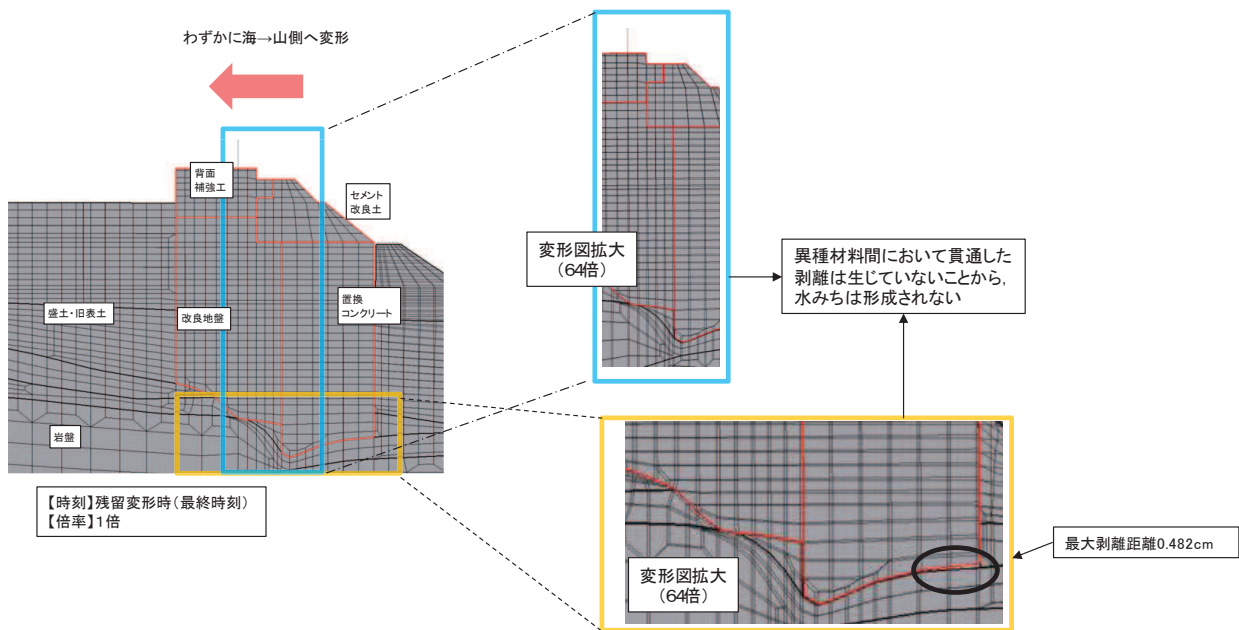 わずかに海→山側へ変形
背面
補強工
セメント
改良土
盛土・旧表土
改良地盤
置換
コンクリート
岩盤
【時刻】残留変形時(最終時刻)
【倍率】1倍
変形図拡大
(64倍)
異種材料間において貫通した
剥離は生じていないことから,
水みちは形成されない
変形図拡大
(64倍)
最大剥離距離0.482cm